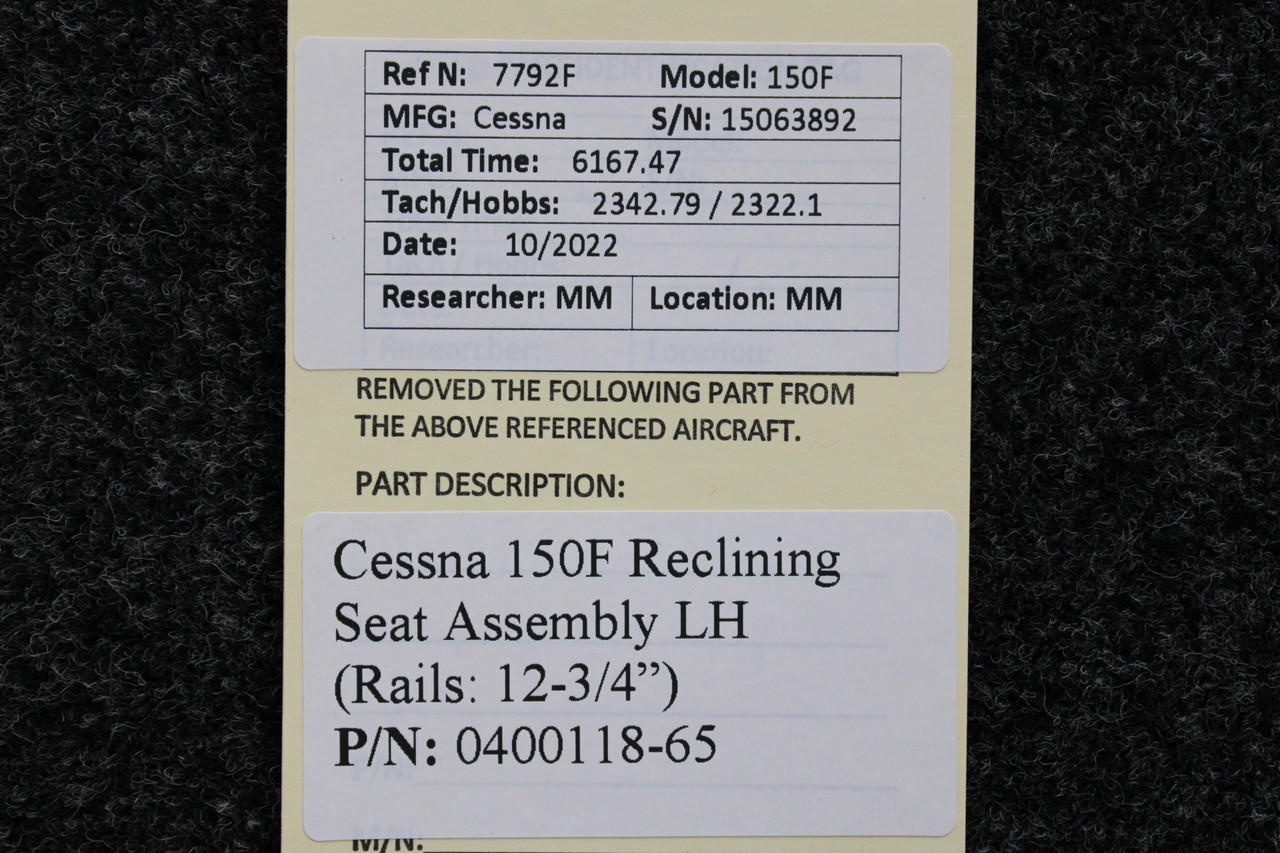 Ref N: 7792F Model: 150F
MFG: Cessna S/N: 15063892
Total Time: 6167.47
Tach/Hobbs: 2342.79 / 2322.1
Date: 10/2022
Researcher: MM Location: MM
Researcher: Location:
REMOVED THE FOLLOWING PART FROM
THE ABOVE REFERENCED AIRCRAFT.
PART DESCRIPTION:
Cessna 150F Reclining
Seat Assembly LH
(Rails: 12-3/4”)
P/N: 0400118-65
P/N:
M/N: